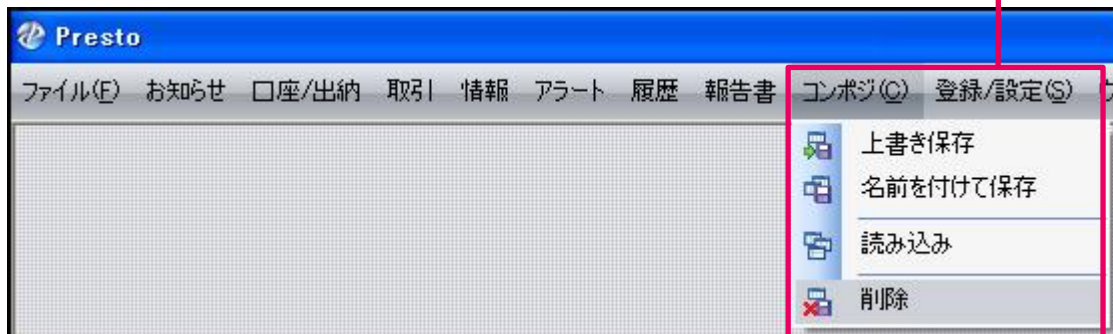 Presto
ファイル(F) お知らせ 口座/出納 取引 情報 アラート 履歴 報告書 コンポジ(C) 登録/設定(S)
上書き保存
名前を付けて保存
読み込み
削除